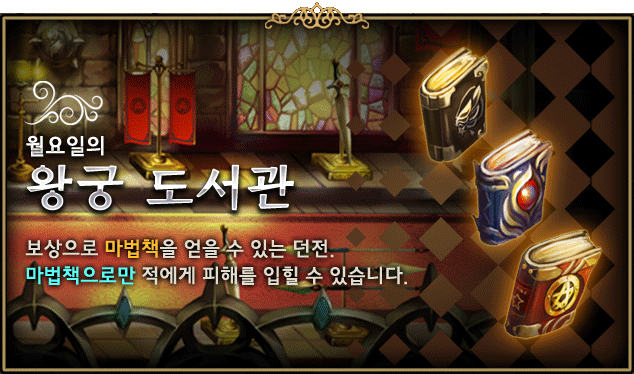 월요일의
왕궁 도서관
보상으로 마법책을 얻을 수 있는 던전.
마법책으로만 적에게 피해를 입힐 수 있습니다.